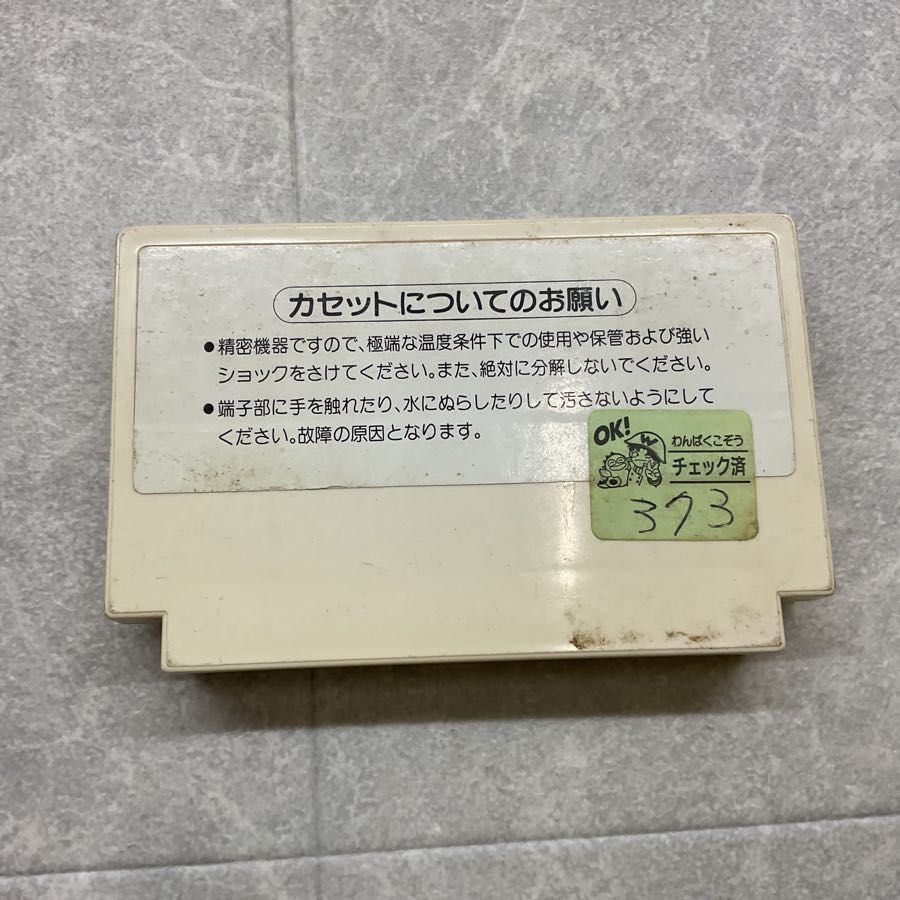 カセットについてのお願い
●精密機器ですので、極端な温度条件下での使用や保管および強い
ショックをさけてください。また、絶対に分解しないでください。
●端子部に手を触れたり、水にぬらしたりして汚さないようにして
ください。故障の原因となります。
OK!
W
わんぱくこぞう
チェック済
373